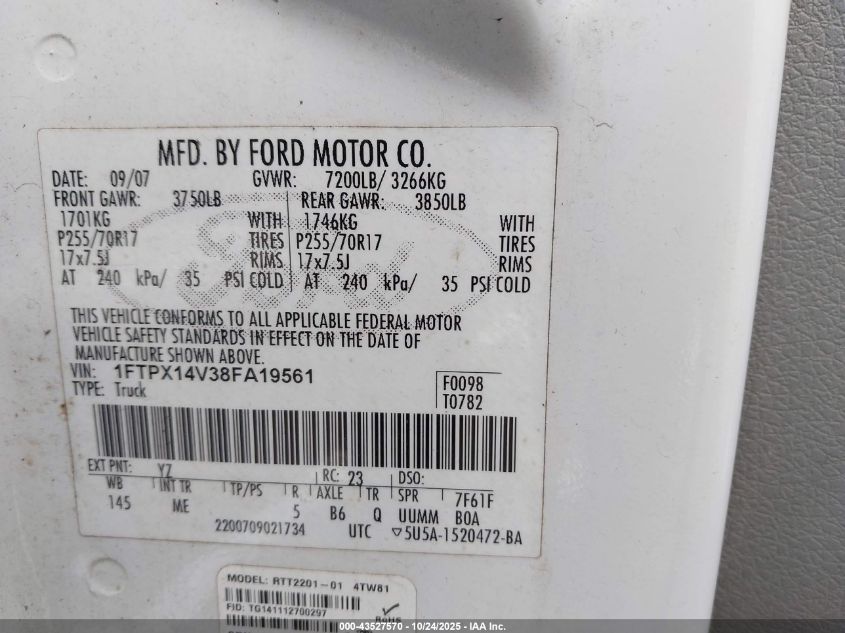 MFD. BY FORD MOTOR CO.
DATE: 09/07 GVWR: 7200LB/ 3266KG
FRONT GAWR: 3750LB REAR GAWR: 3850LB
1701KG WITH 1746KG WITH
P255/70R17 TIRES P255/70R17 TIRES
17x7.5J RIMS 17x7.5J RIMS
AT 240 kPa/ 35 PSI COLD AT 240 kPa/ 35 PSI COLD
Ford
THIS VEHICLE CONFORMS TO ALL APPLICABLE FEDERAL MOTOR
VEHICLE SAFETY STANDARDS IN EFFECT ON THE DATE OF
MANUFACTURE SHOWN ABOVE.
VIN: 1FTPX14V38FA19561
TYPE: Truck
F0098
T0782
EXT PNT: YZ RC: 23 DSO:
WB INT TR TP/PS R AXLE TR SPR 7F61F
145 ME 5 B6 Q UUMM BOA
2200709021734 UTC ▽5U5A-1520472-BA
MODEL: RTT2201-01 4TW81
FID: TG141112700297
RoHS
000-43527570 - 10/24/2025 - IAA Inc.